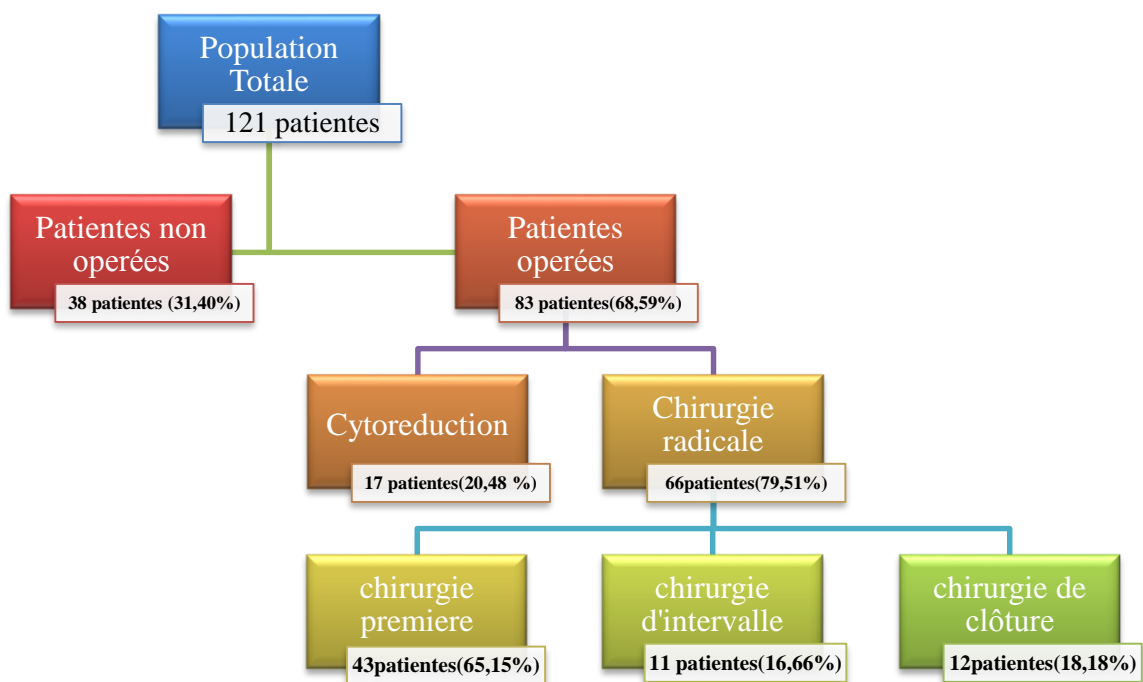 Population
Totale
121 patientes
Patientes non
operées
38 patientes (31,40%)
Patientes
operées
83 patientes(68,59%)
Cytoreduction
17 patientes(20,48 %)
Chirurgie
radicale
66patientes(79,51%)
chirurgie
premiere
43patientes(65,15%)
chirurgie
d'intervalle
11 patientes(16,66%)
chirurgie de
clôture
12patientes(18,18%)